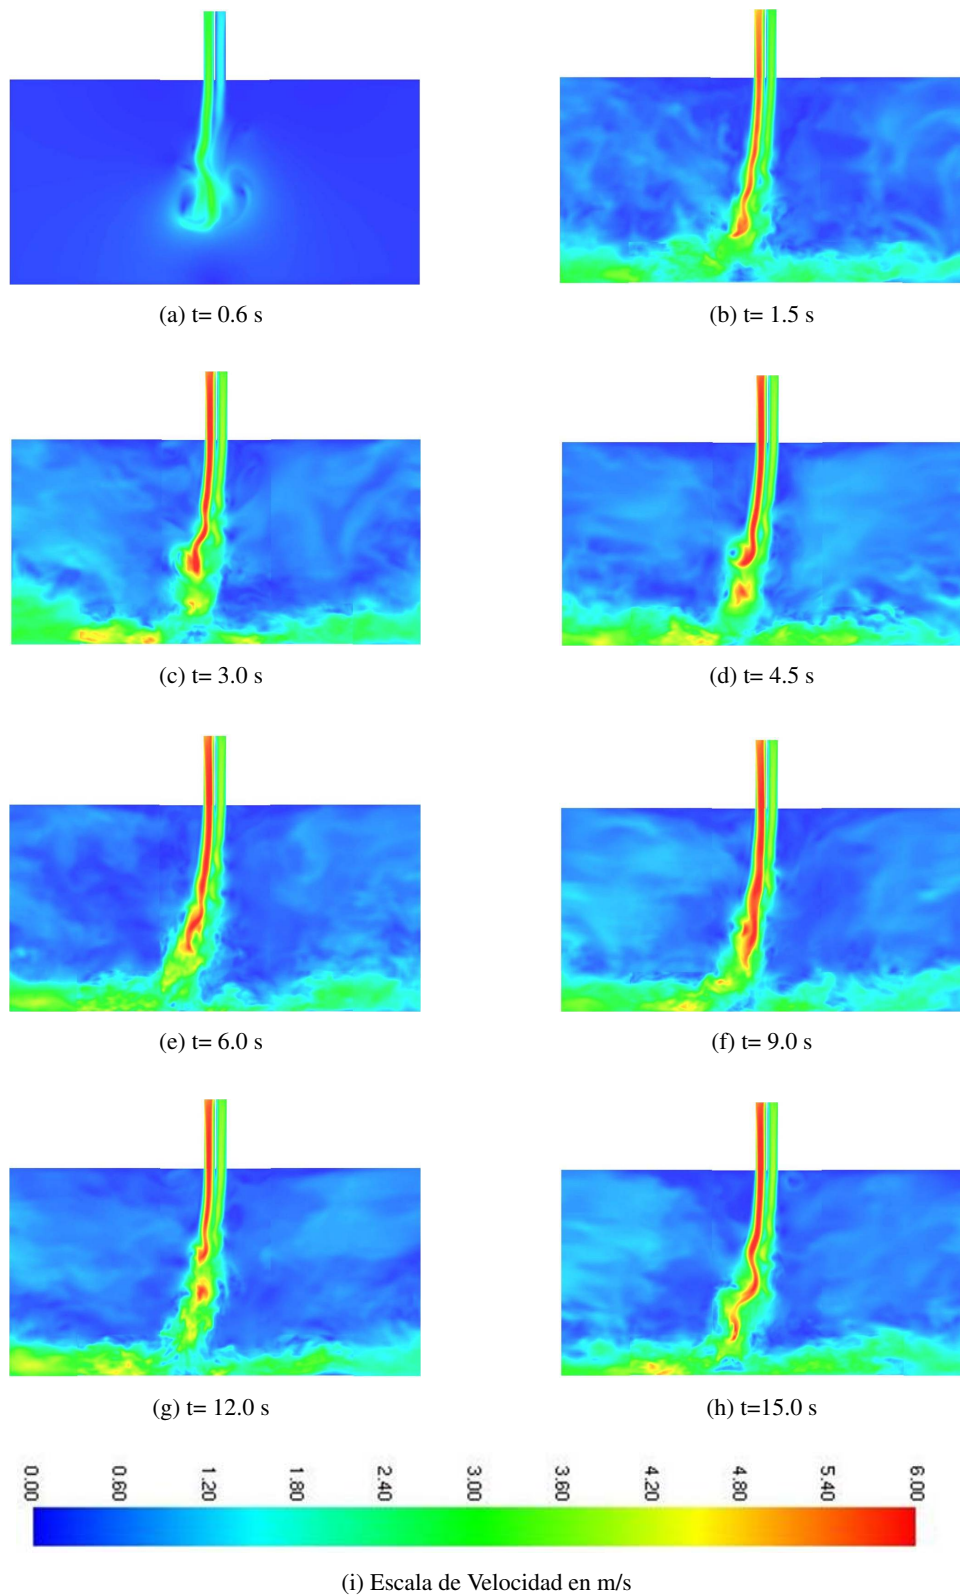 (a) t= 0.6 s
(b) t= 1.5 s
(c) t= 3.0 s
(d) t= 4.5 s
(e) t= 6.0 s
(f) t= 9.0 s
(g) t= 12.0 s
(h) t=15.0 s
0.00 0.60 1.20 1.80 2.40 3.00 3.60 4.20 4.80 5.40 6.00
(i) Escala de Velocidad en m/s